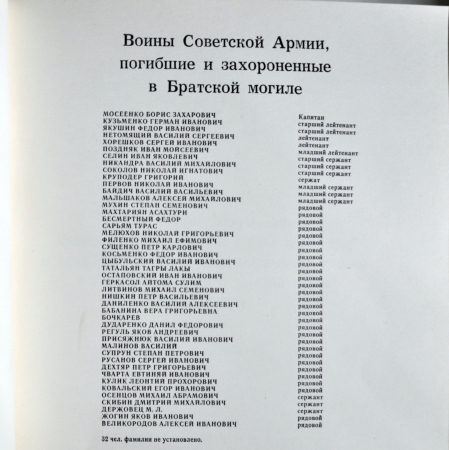 Воины Советской Армии,
погибшие и захороненные
в Братской могиле
МОСЕЕНКО БОРИС ЗАХАРОВИЧ Капитан
КУЗЬМЕНКО ГЕРМАН ИВАНОВИЧ старший лейтенант
ЯКУШИН ФЕДОР ИВАНОВИЧ старший лейтенант
НЕТОМЯЩИЙ ВАСИЛИЙ СЕРГЕЕВИЧ лейтенант
ХОРЕШКОВ СЕРГЕЙ ИВАНОВИЧ лейтенант
ПОЗДНЯК ИВАН МОИСЕЕВИЧ младший лейтенант
СЕЛИН ИВАН ЯКОВЛЕВИЧ старший сержант
НИКАНДРА ВАСИЛИЙ МИХАЙЛОВИЧ старший сержант
СОКОЛОВ НИКОЛАЙ ИГНАТОВИЧ старший сержант
КРУПОДЕР ГРИГОРИЙ сержат
ПЕРВОВ НИКОЛАЙ ИВАНОВИЧ младший сержант
БАЙДИЧ ВАСИЛИЙ ВАСИЛЬЕВИЧ младший сержант
МАЛЬШАКОВ АЛЕКСЕЙ МИХАЙЛОВИЧ младший сержант
МУХИН СТЕПАН СЕМЕНОВИЧ рядовой
МАХТАРИЯН АСАХТУРИ рядовой
БЕСМЕРТНЫЙ ФЕДОР рядовой
САРЬЯМ ТУРАС рядовой
МЕЛЮХОВ НИКОЛАЙ ГРИГОРЬЕВИЧ рядовой
ФИЛЕНКО МИХАИЛ ЕФИМОВИЧ рядовой
СУЩЕНКО ПЕТР КАРЛОВИЧ рядовой
КОСЬМЕНКО ФЕДОР ИВАНОВИЧ рядовой
ЦЫБУЛЬСКИЙ ВАСИЛИЙ ИВАНОВИЧ рядовой
ТАТАЛЬЯН ТАГРЫ ЛАКЫ рядовой
ОСТАПОВСКИЙ ИВАН ИВАНОВИЧ рядовой
ГЕРКАСОЛ АЙТОМА СУЛИМ рядовой
ЛИТВИНОВ МИХАИЛ СЕМЕНОВИЧ рядовой
НИШКИН ПЕТР ВАСИЛЬЕВИЧ рядовой
ДАНИЛЕНКО ВАСИЛИЙ АЛЕКСЕЕВИЧ рядовой
БАБАНИНА ВЕРА ГРИГОРЬЕВНА рядовой
БОЧКАРЕВ рядовой
ДУДАРЕНКО ДАНИЛ ФЕДОРОВИЧ рядовой
РЕГУЛЬ ЯКОВ АНДРЕЕВИЧ рядовой
ПРИСЯЖНЮК ВАСИЛИЙ ИВАНОВИЧ рядовой
МАЛИНОВ ВАСИЛИЙ рядовой
СУПРУН СТЕПАН ПЕТРОВИЧ рядовой
РУСАНОВ СЕРГЕЙ ИВАНОВИЧ рядовой
ДЕХТЯР ПЕТР ГРИГОРЬЕВИЧ рядовой
ЧВАРТА ЕВТИНИЙ ИВАНОВИЧ рядовой
КУЛИК ЛЕОНТИЙ ПРОХОРОВИЧ рядовой
КОВАЛЬСКИЙ ЕГОР ИВАНОВИЧ рядовой
ОСЕНЦОВ МИХАИЛ АБРАМОВИЧ сержант
СКИБИН ДМИТРИЙ МИХАЙЛОВИЧ сержант
ДЕРЖОВЕЦ М. Л. сержант
ЖОГИН ЯКОВ ИВАНОВИЧ рядовой
ВЕЛИКОРОДОВ АЛЕКСЕЙ ИВАНОВИЧ рядовой
52 чел. фамилия не установлено.